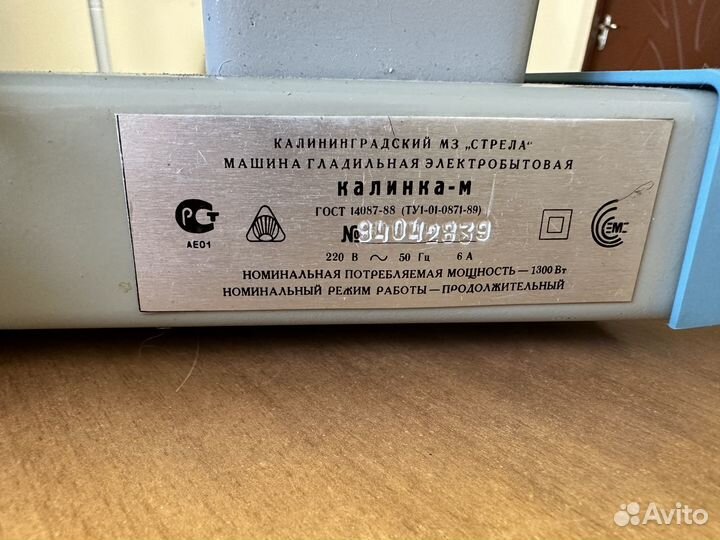 КАЛИНИНГРАДСКИЙ МЗ „СТРЕЛА"
МАШИНА ГЛАДИЛЬНАЯ ЭЛЕКТРОБЫТОВАЯ
КАЛИНКА-М
ГОСТ 14087-88 (ТУ1-01-0871-89)
РСТ
АЕ01
№
ЕМС
220 В ~ 50 Гц 6 А
НОМИНАЛЬНАЯ ПОТРЕБЛЯЕМАЯ МОЩНОСТЬ — 1300 Вт
НОМИНАЛЬНЫЙ РЕЖИМ РАБОТЫ — ПРОДОЛЖИТЕЛЬНЫЙ
Avito